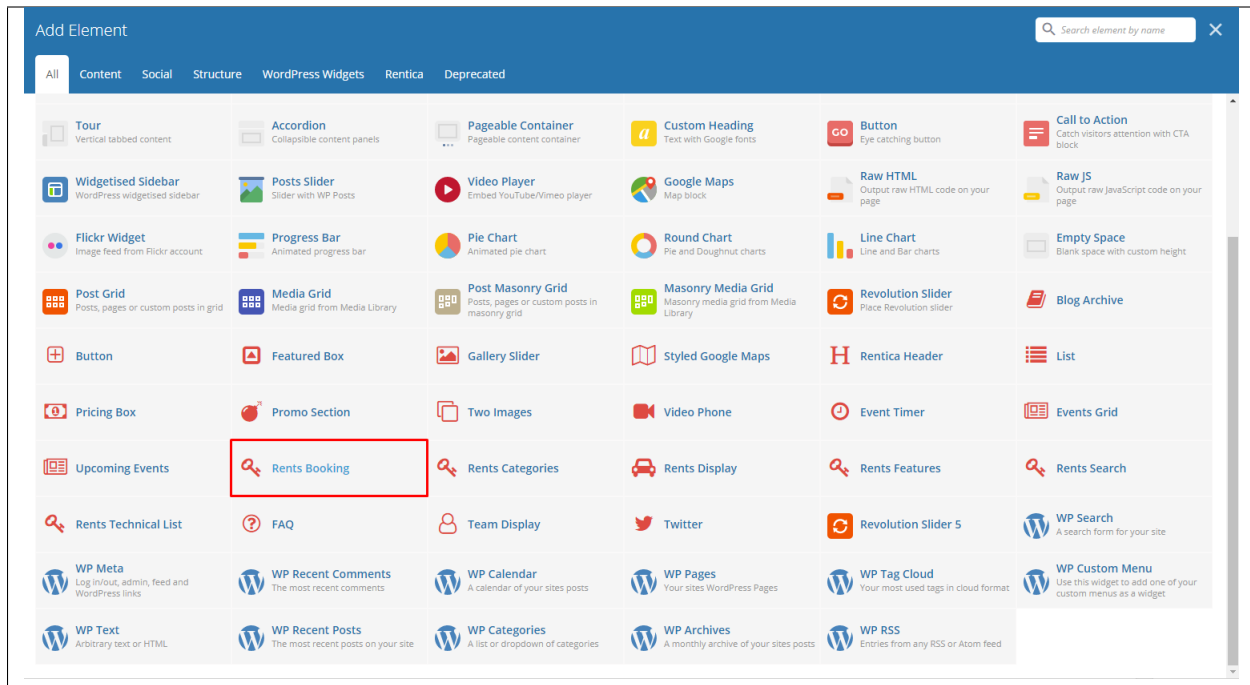 Add Element
Search element by name
All Content Social Structure WordPress Widgets Rentica Deprecated
Tour
Vertical tabbed content
Accordion
Collapsible content panels
Pageable Container
Pageable content container
a
Custom Heading
Text with Google fonts
GO
Button
Eye catching button
Call to Action
Catch visitors attention with CTA
block
Widgetised Sidebar
WordPress widgetised sidebar
Posts Slider
Slider with WP Posts
Video Player
Embed YouTube/Vimeo player
Google Maps
Map block
Raw HTML
Output raw HTML code on your
page
Raw JS
Output raw JavaScript code on your
page
Flickr Widget
Image feed from Flickr account
Progress Bar
Animated progress bar
Pie Chart
Animated pie chart
Round Chart
Pie and Doughnut charts
Line Chart
Line and Bar charts
Empty Space
Blank space with custom height
Post Grid
Posts, pages or custom posts in grid
Media Grid
Media grid from Media Library
Post Masonry Grid
Posts, pages or custom posts in
masonry grid
Masonry Media Grid
Masonry media grid from Media
Library
Revolution Slider
Place Revolution slider
Blog Archive
Button
Featured Box
Gallery Slider
Styled Google Maps
H
Rentica Header
List
Pricing Box
Promo Section
Two Images
Video Phone
Event Timer
Events Grid
Upcoming Events
Rents Booking
Rents Categories
Rents Display
Rents Features
Rents Search
Rents Technical List
FAQ
Team Display
Twitter
Revolution Slider 5
WP Search
A search form for your site
WP Meta
Log in/out, admin, feed and
WordPress links
WP Recent Comments
The most recent comments
WP Calendar
A calendar of your sites posts
WP Pages
Your sites WordPress Pages
WP Tag Cloud
Your most used tags in cloud format
WP Custom Menu
Use this widget to add one of your
custom menus as a widget
WP Text
Arbitrary text or HTML
WP Recent Posts
The most recent posts on your site
WP Categories
A list or dropdown of categories
WP Archives
A monthly archive of your sites posts
WP RSS
Entries from any RSS or Atom feed